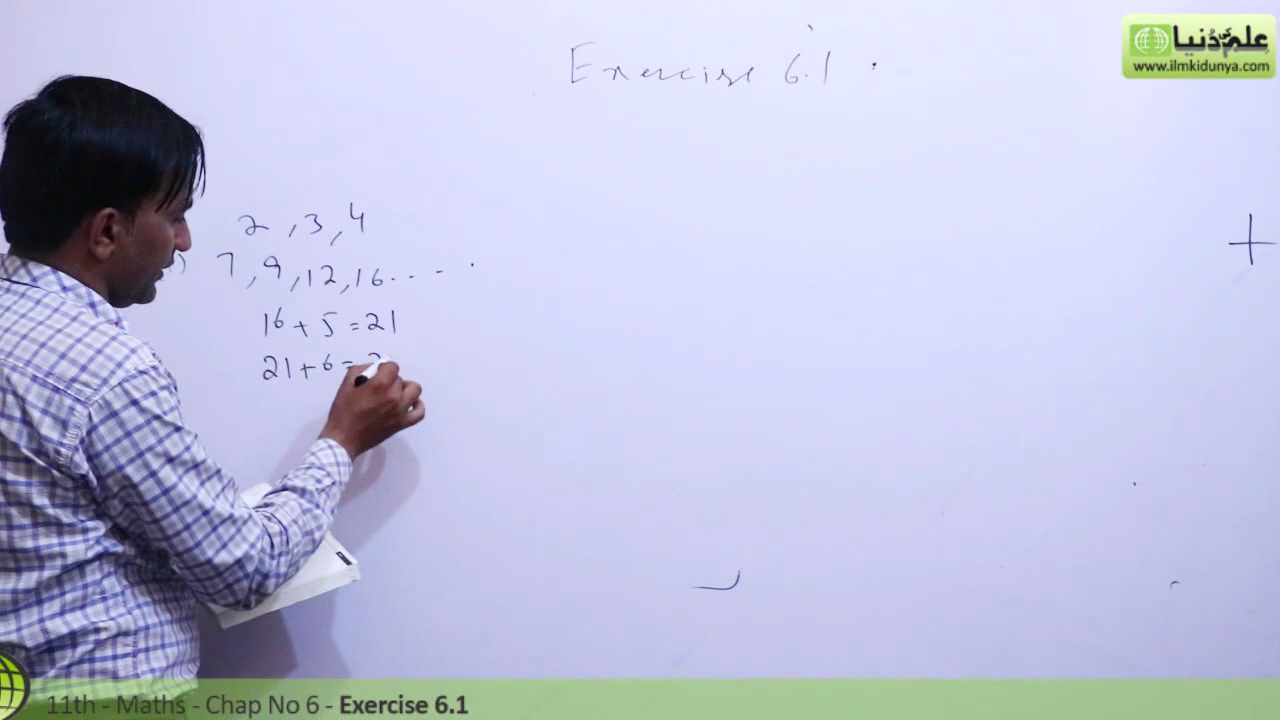 علم کی دُنیا
www.ilmkidunya.com
Exercise 6.1
2, 3, 4
7, 9, 12, 16 . - - .
16 + 5 = 21
21 + 6 =
11th - Maths - Chap No 6 - Exercise 6.1